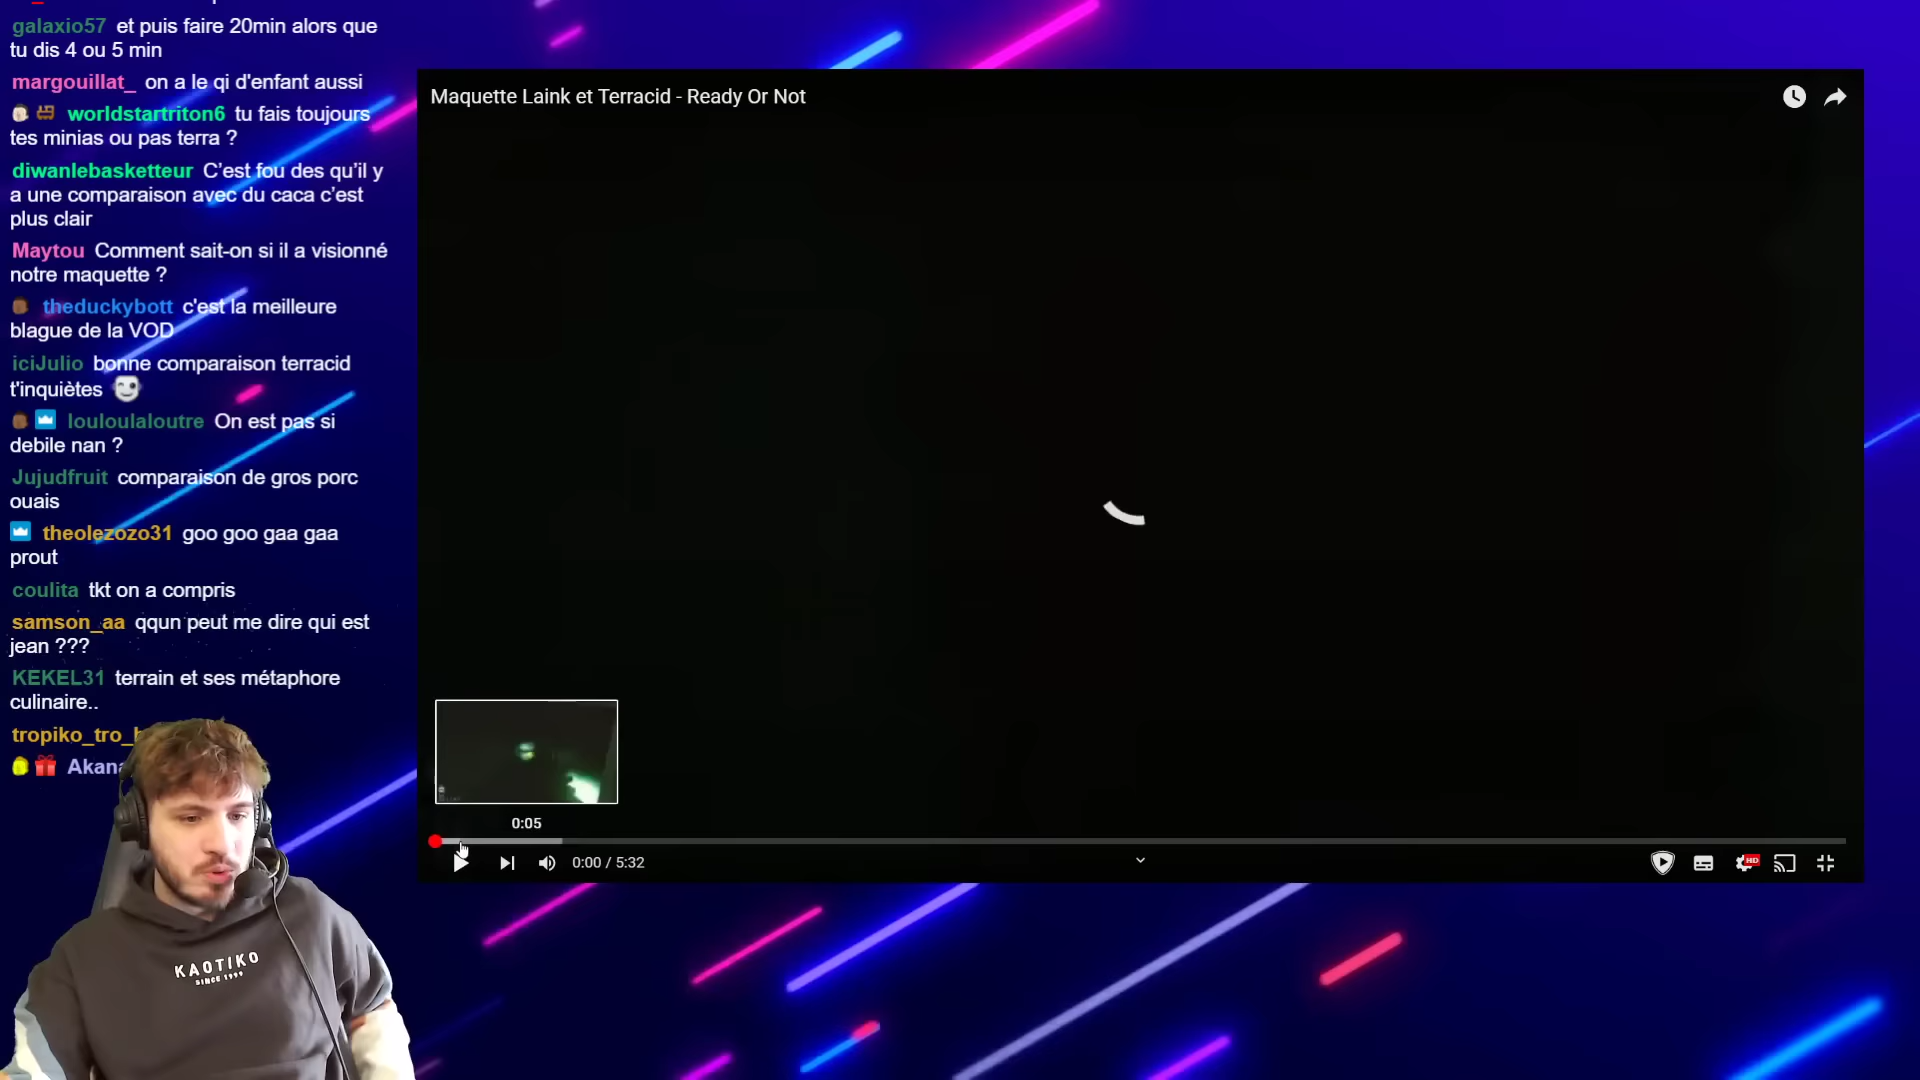 galaxio57 et puis faire 20min alors que
tu dis 4 ou 5 min
margouillat_ on a le qi d'enfant aussi
worldstartriton6 tu fais toujours
tes minias ou pas terra ?
diwanlebasketteur C'est fou des qu'il y
a une comparaison avec du caca c'est
plus clair
Maytou Comment sait-on si il a visionné
notre maquette ?
theduckybott c'est la meilleure
blague de la VOD
iciJulio bonne comparaison terracid
t'inquiètes
louloulaloutre On est pas si
debile nan ?
Jujudfruit comparaison de gros porc
ouais
theolezozo31 goo goo gaa gaa
prout
coulita tkt on a compris
samson_aa qqun peut me dire qui est
jean ???
KEKEL31 terrain et ses métaphore
culinaire..
tropiko_tro_
Akana
Maquette Laink et Terracid - Ready Or Not
0:05
0:00 / 5:32
HD
KAOTIKO
SINCE 1999